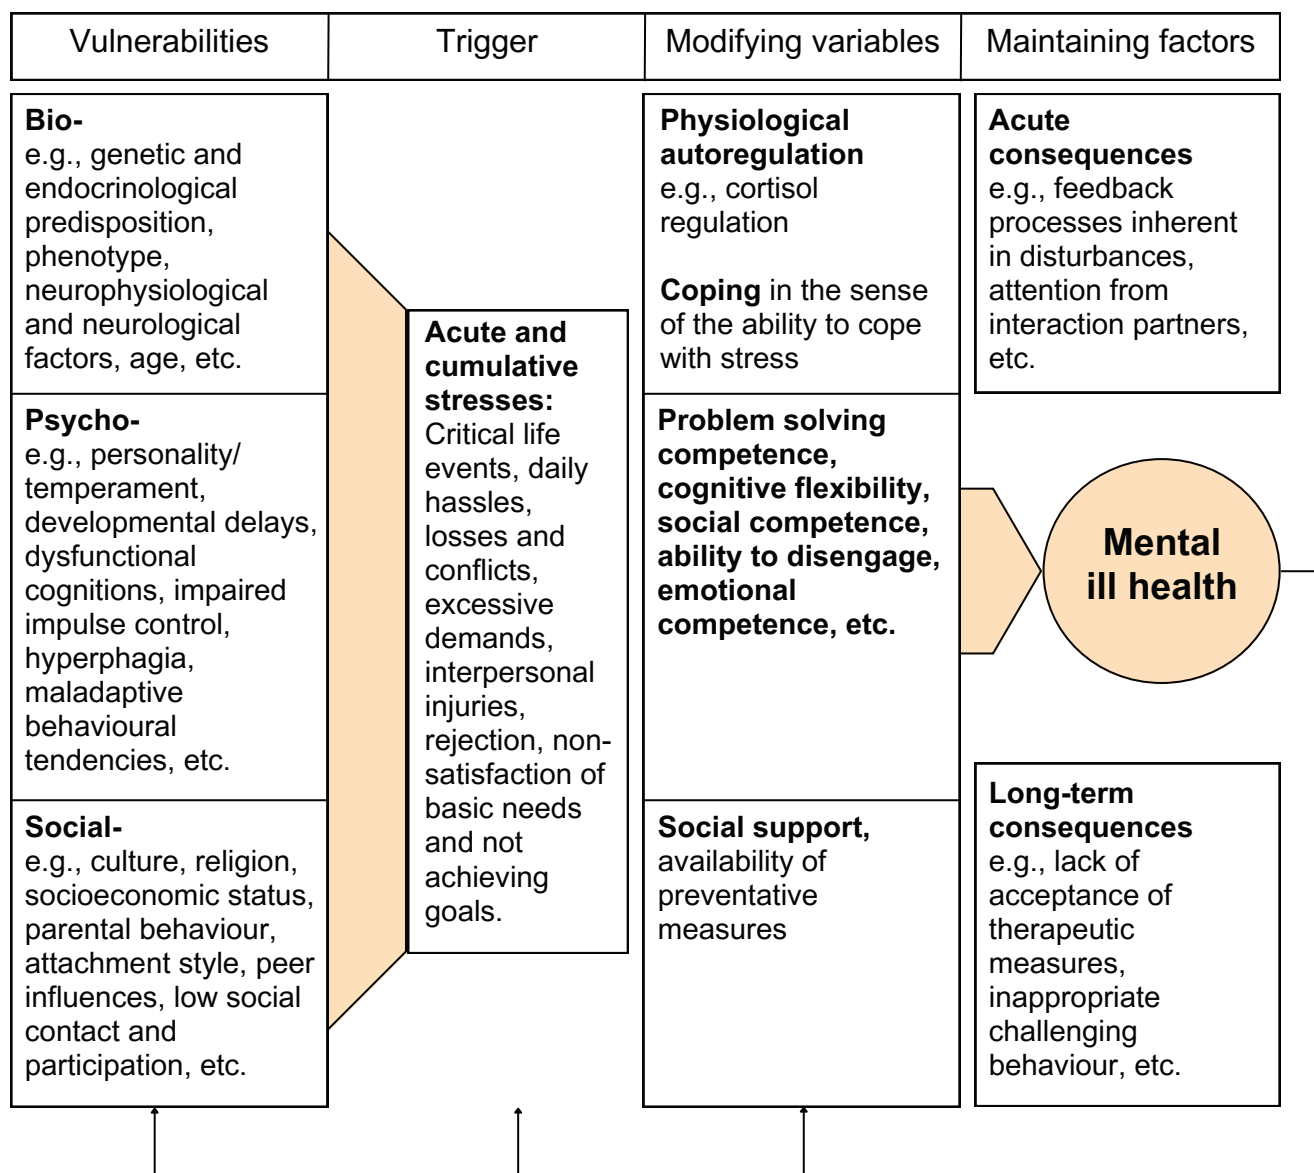 Vulnerabilities
Trigger
Modifying variables
Maintaining factors
Bio-
e.g., genetic and
endocrinological
predisposition,
phenotype,
neurophysiological
and neurological
factors, age, etc.
Psycho-
e.g., personality/
temperament,
developmental delays,
dysfunctional
cognitions, impaired
impulse control,
hyperphagia,
maladaptive
behavioural
tendencies, etc.
Social-
e.g., culture, religion,
socioeconomic status,
parental behaviour,
attachment style, peer
influences, low social
contact and
participation, etc.
Acute and
cumulative
stresses:
Critical life
events, daily
hassles,
losses and
conflicts,
excessive
demands,
interpersonal
injuries,
rejection, non-
satisfaction of
basic needs
and not
achieving
goals.
Physiological
autoregulation
e.g., cortisol
regulation
Coping in the sense
of the ability to cope
with stress
Problem solving
competence,
cognitive flexibility,
social competence,
ability to disengage,
emotional
competence, etc.
Social support,
availability of
preventative
measures
Acute
consequences
e.g., feedback
processes inherent
in disturbances,
attention from
interaction partners,
etc.
Mental
ill health
Long-term
consequences
e.g., lack of
acceptance of
therapeutic
measures,
inappropriate
challenging
behaviour, etc.